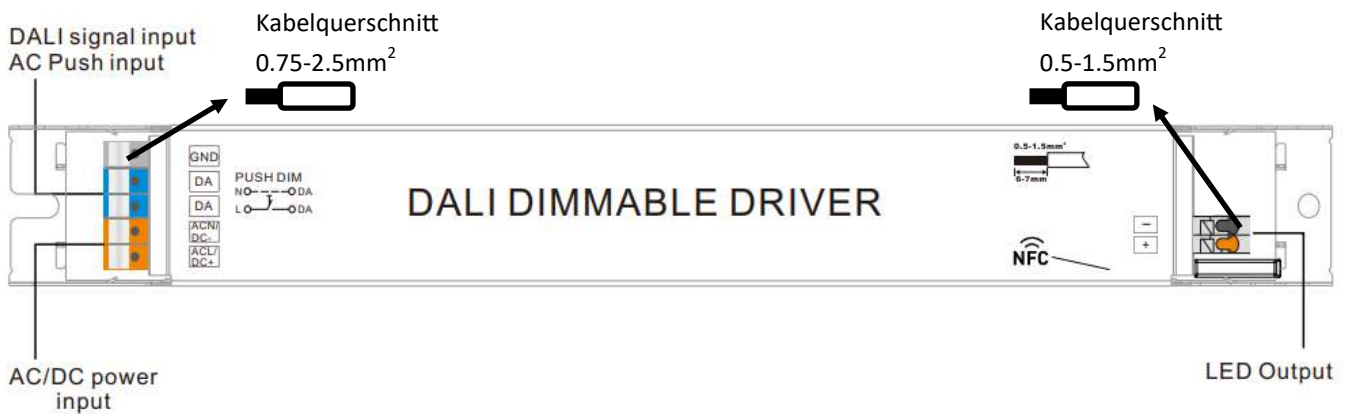 DALI signal input
AC Push input
Kabelquerschnitt
0.75-2.5mm²
Kabelquerschnitt
0.5-1.5mm²
GND
DA
DA
ACN/
DC-
ACL/
DC+
PUSH DIM
N DA
L DA
DALI DIMMABLE DRIVER
0.5-1.5mm²
6-7mm
NFC
−
+
AC/DC power
input
LED Output